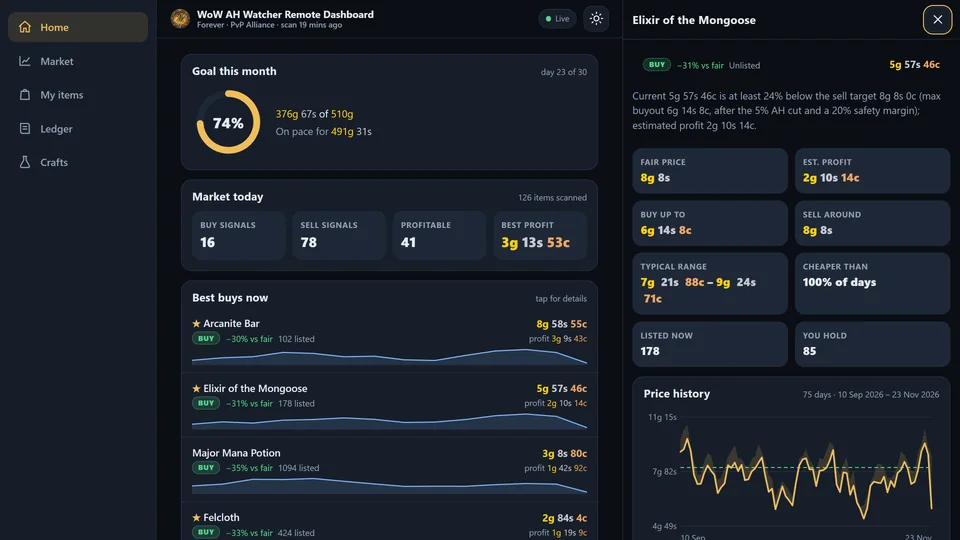 Home
Market
My items
Ledger
Crafts
WoW AH Watcher Remote Dashboard
Forever · PvP Alliance · scan 19 mins ago
Live
Goal this month
day 23 of 30
74%
376g 67s of 510g
On pace for 491g 31s
Market today
126 items scanned
BUY SIGNALS
16
SELL SIGNALS
78
PROFITABLE
41
BEST PROFIT
3g 13s 53c
Best buys now
tap for details
★ Arcanite Bar
8g 58s 55c
BUY −30% vs fair 102 listed
profit 3g 9s 43c
★ Elixir of the Mongoose
5g 57s 46c
BUY −31% vs fair 178 listed
profit 2g 10s 14c
Major Mana Potion
3g 8s 80c
BUY −35% vs fair 1094 listed
profit 1g 42s 92c
★ Felcloth
2g 84s 4c
BUY −33% vs fair 424 listed
profit 1g 19s 9c
Elixir of the Mongoose
BUY −31% vs fair Unlisted
5g 57s 46c
Current 5g 57s 46c is at least 24% below the sell target 8g 8s 0c (max
buyout 6g 14s 8c, after the 5% AH cut and a 20% safety margin);
estimated profit 2g 10s 14c.
FAIR PRICE
8g 8s
EST. PROFIT
2g 10s 14c
BUY UP TO
6g 14s 8c
SELL AROUND
8g 8s
TYPICAL RANGE
7g 21s 88c – 9g 24s
71c
CHEAPER THAN
100% of days
LISTED NOW
178
YOU HOLD
85
Price history
75 days · 10 Sep 2026 – 23 Nov 2026
11g 15s
7g 82s
4g 49s
10 Sep
23 Nov